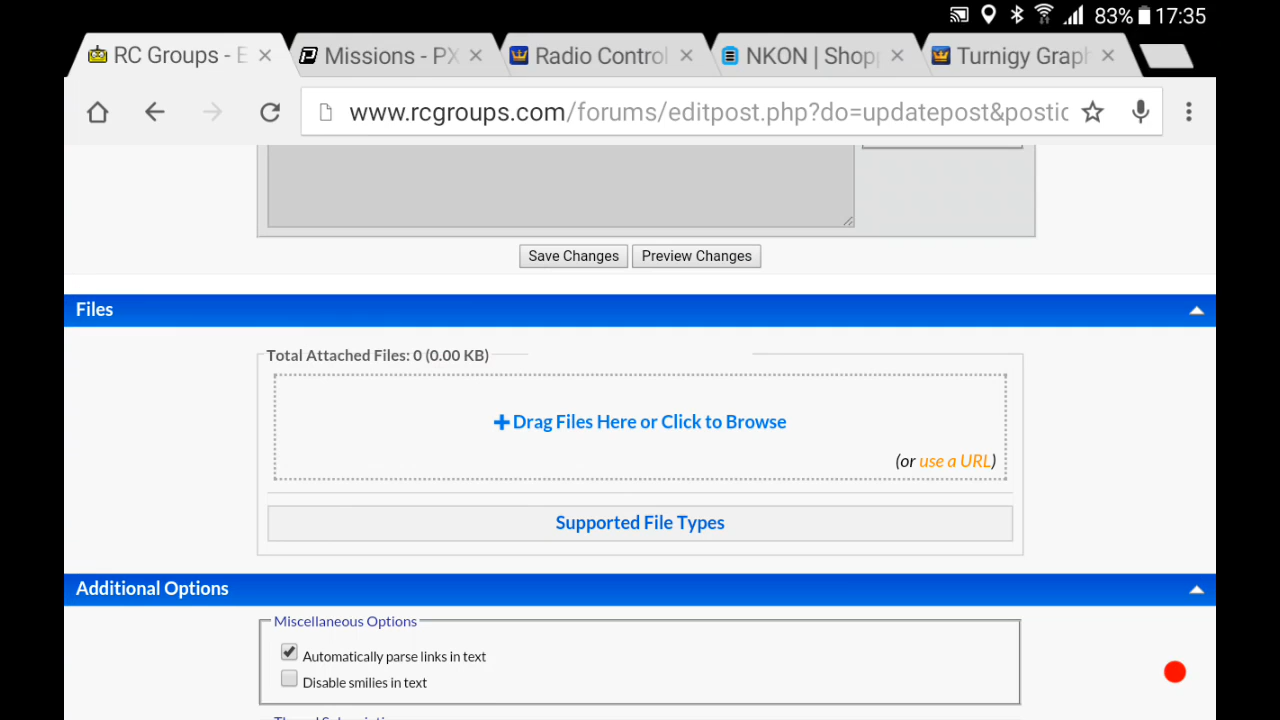 83% 17:35
RC Groups - E
Missions - PX
Radio Control
NKON | Shop
Turnigy Graph
www.rcgroups.com/forums/editpost.php?do=updatepost&postic
Save Changes Preview Changes
Files
Total Attached Files: 0 (0.00 KB)
Drag Files Here or Click to Browse
(or use a URL)
Supported File Types
Additional Options
Miscellaneous Options
Automatically parse links in text
Disable smilies in text